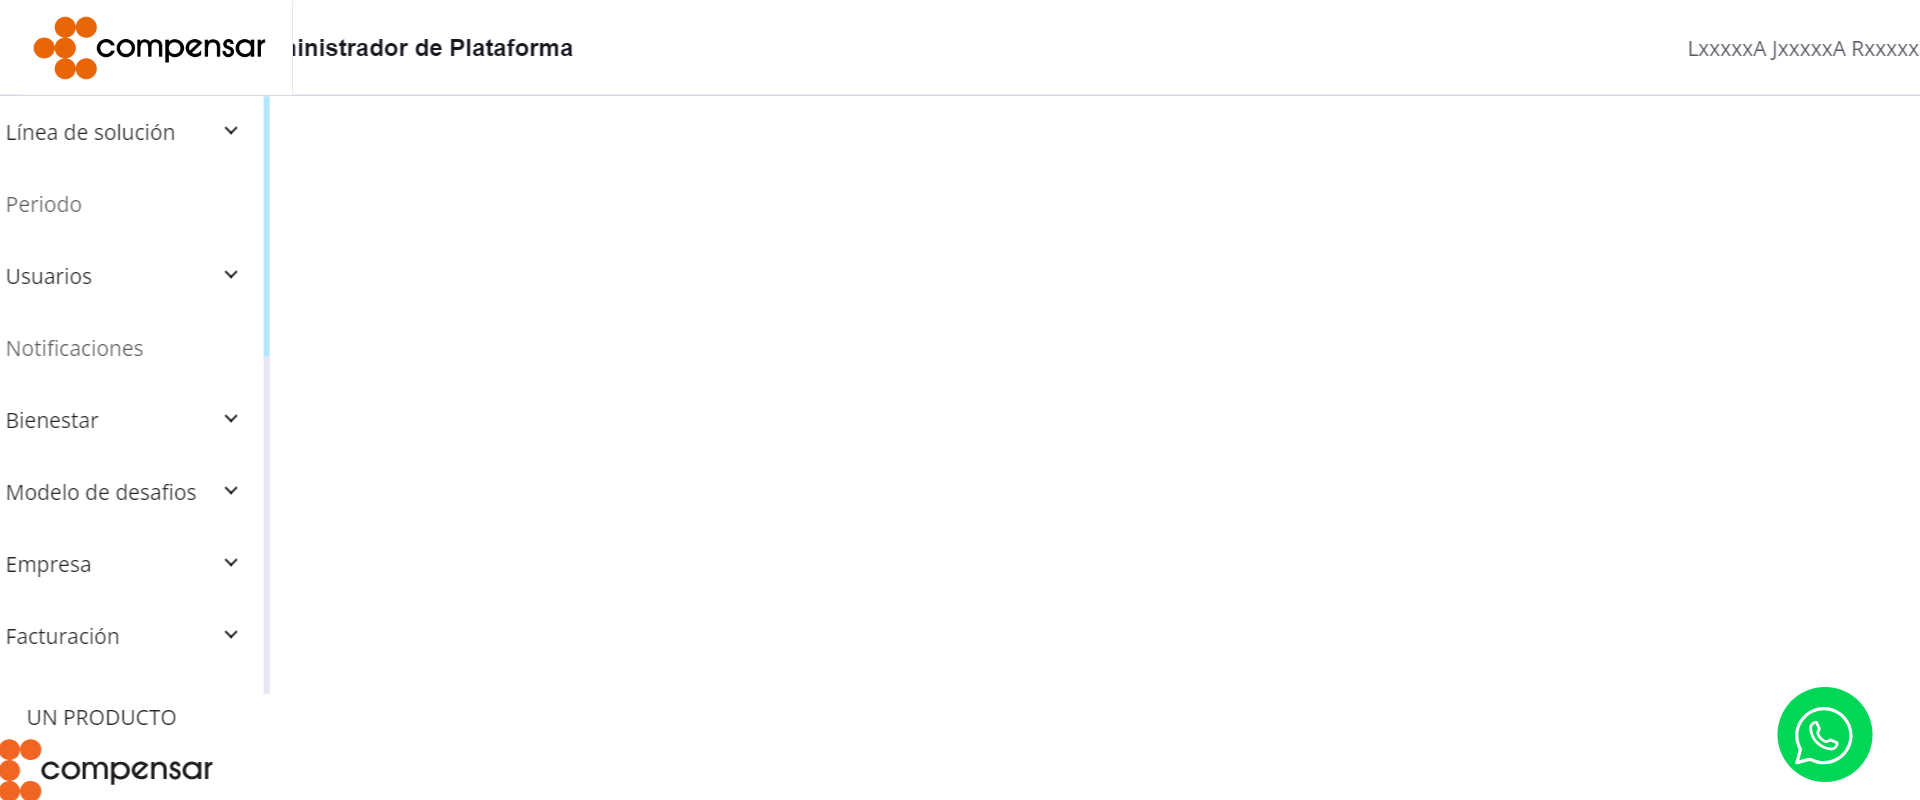 compensar
ministrador de Plataforma
LxxxxxA JxxxxxA Rxxxxx
Línea de solución
Periodo
Usuarios
Notificaciones
Bienestar
Modelo de desafios
Empresa
Facturación
UN PRODUCTO
compensar